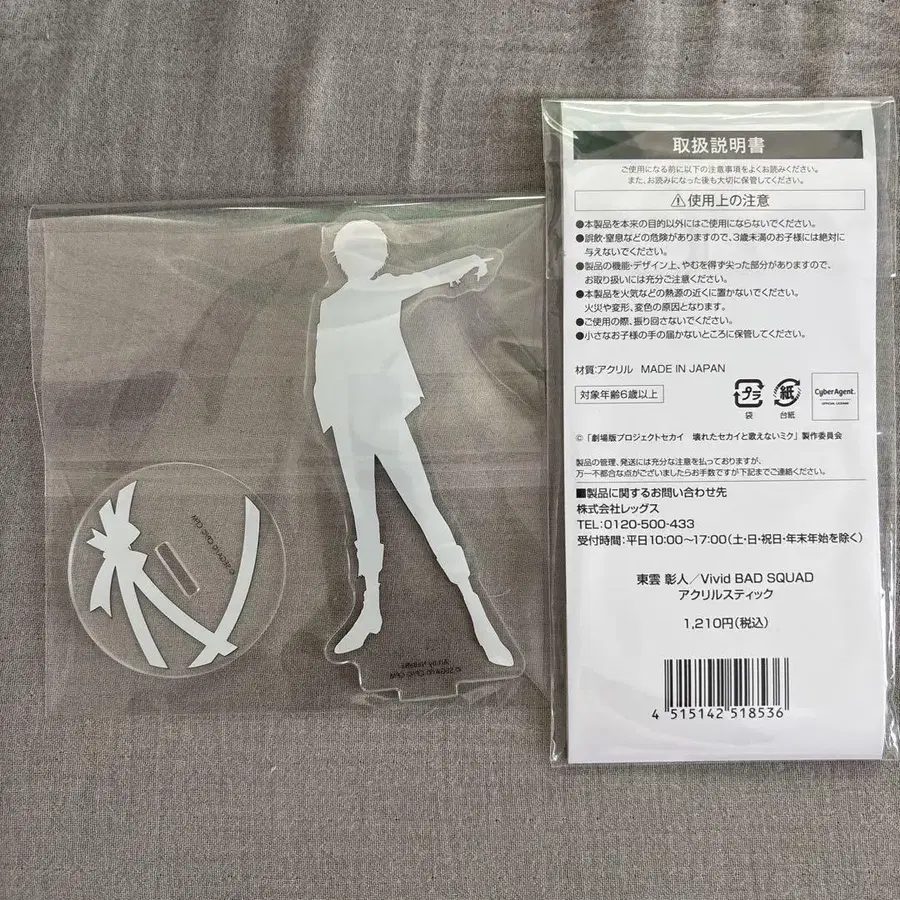 取扱説明書
ご使用になる前に以下の注意事項をよくお読みください。
また、お読みになった後も大切に保管してください。
⚠使用上の注意
●本製品を本来の目的以外にはご使用にならないでください。
●誤飲・窒息などの危険がありますので、3歳未満のお子様には絶対に
与えないでください。
●製品の機能・デザイン上、やむを得ず尖った部分がありますので、
お取り扱いには充分ご注意ください。
●本製品を火気などの熱源の近くに置かないでください。
火災や変形、変色の原因となります。
●ご使用の際、振り回さないでください。
●小さなお子様の手の届かないところに保管してください。
材質:アクリル MADE IN JAPAN
対象年齢6歳以上
プラ
袋
紙
台紙
CyberAgent.
OFFICIAL LICENSE
©「劇場版プロジェクトセカイ 壊れたセカイと歌えないミク」製作委員会
製品の管理、発送には充分な注意を払っておりますが、
万一不都合な点がございましたらお手数ですが下記までご連絡ください。
■製品に関するお問い合わせ先
株式会社レッグス
TEL:0120-500-433
受付時間:平日10:00〜17:00(土・日・祝日・年末年始を除く)
東雲 彰人/Vivid BAD SQUAD
アクリルスティック
1,210円(税込)
4 515142 518536